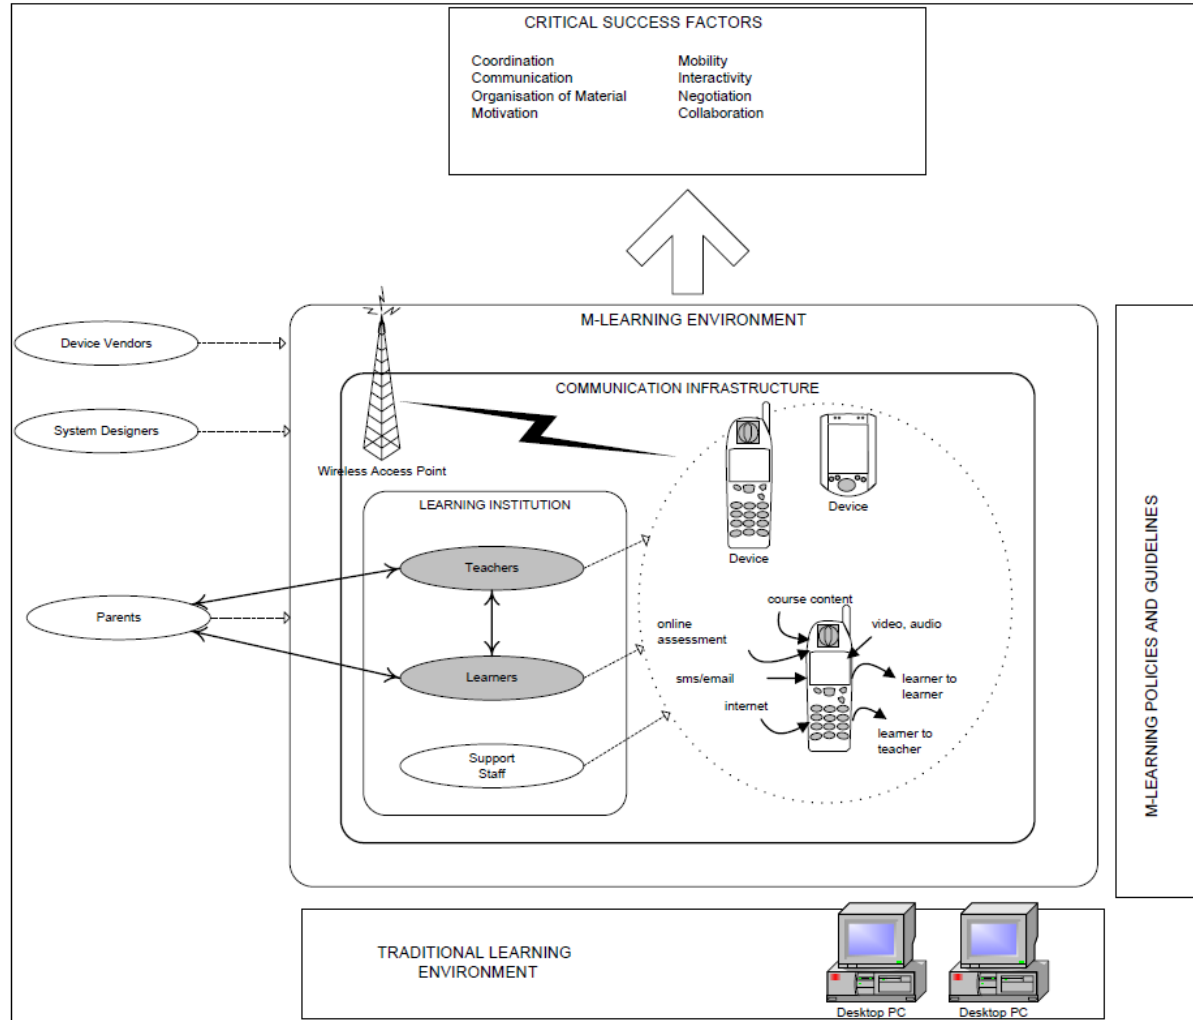 CRITICAL SUCCESS FACTORS
Coordination
Communication
Organisation of Material
Motivation
Mobility
Interactivity
Negotiation
Collaboration
M-LEARNING ENVIRONMENT
Device Vendors
System Designers
Parents
COMMUNICATION INFRASTRUCTURE
Wireless Access Point
LEARNING INSTITUTION
Teachers
Learners
Support
Staff
Device
Device
course content
online
assessment
video, audio
sms/email
learner to
learner
internet
learner to
teacher
M-LEARNING POLICIES AND GUIDELINES
TRADITIONAL LEARNING
ENVIRONMENT
Desktop PC
Desktop PC